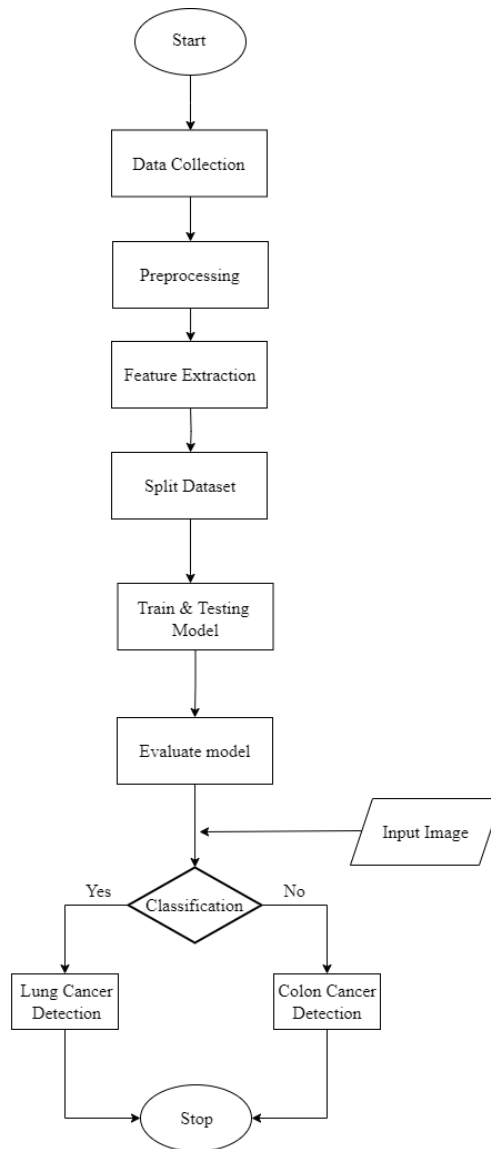 Start
Data Collection
Preprocessing
Feature Extraction
Split Dataset
Train & Testing
Model
Evaluate model
Input Image
Yes
Classification
No
Lung Cancer
Detection
Colon Cancer
Detection
Stop